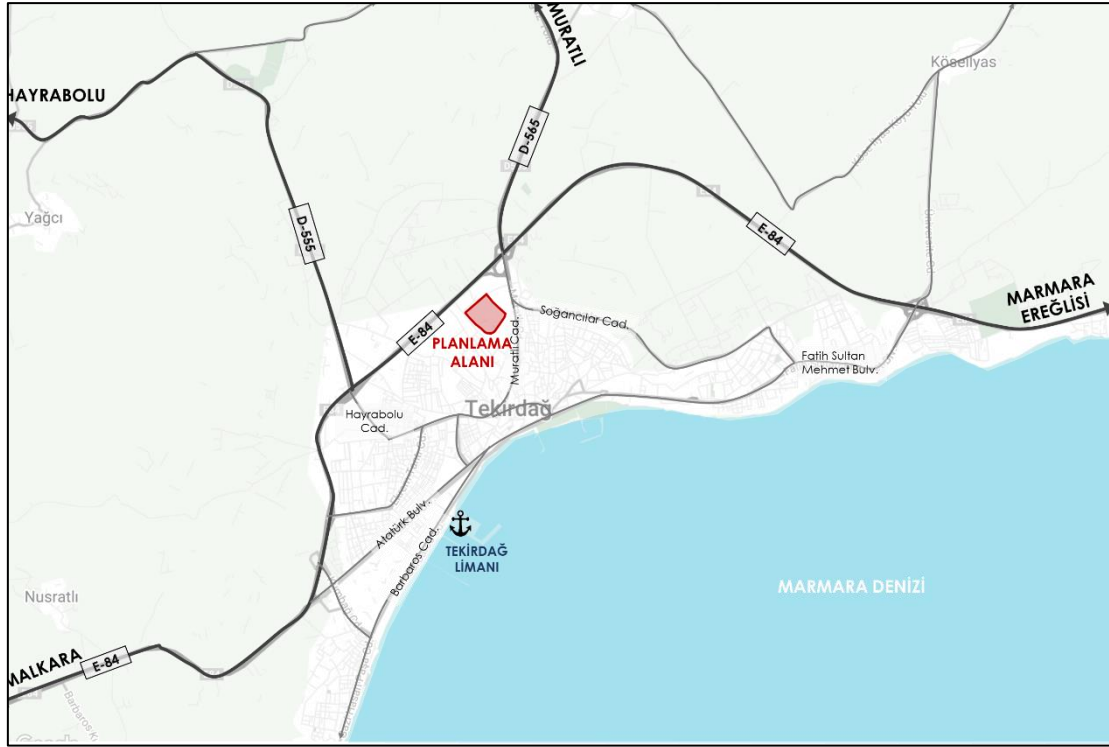 MURATLI
Köseilyas
HAYRABOLU
D-565
Yağcı
D-555
E-84
MARMARA
EREĞLİSİ
E-84
Soğancılar Cad.
PLANLAMA
ALANI
Muratlı Cad.
Fatih Sultan
Mehmet Bulv.
Hayrabolu
Cad.
Tekirdağ
Atatürk Bulv.
Barbaros Cad.
TEKİRDAĞ
LİMANI
MARMARA DENİZİ
Nusratlı
MALKARA
E-84